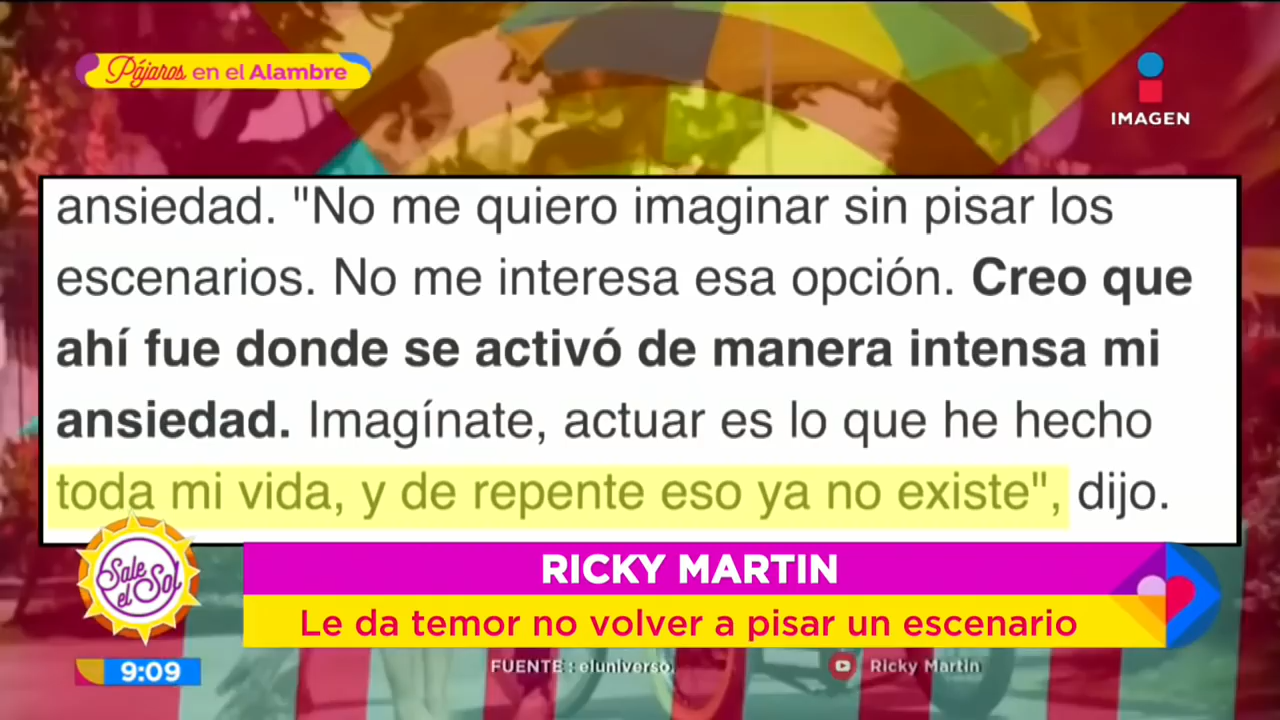 Pájaros en el Alambre
IMAGEN
ansiedad. "No me quiero imaginar sin pisar los
escenarios. No me interesa esa opción. Creo que
ahí fue donde se activó de manera intensa mi
ansiedad. Imagínate, actuar es lo que he hecho
toda mi vida, y de repente eso ya no existe", dijo.
Sale
el Sol
RICKY MARTIN
Le da temor no volver a pisar un escenario
9:09
FUENTE : eluniverso.
Ricky Martin